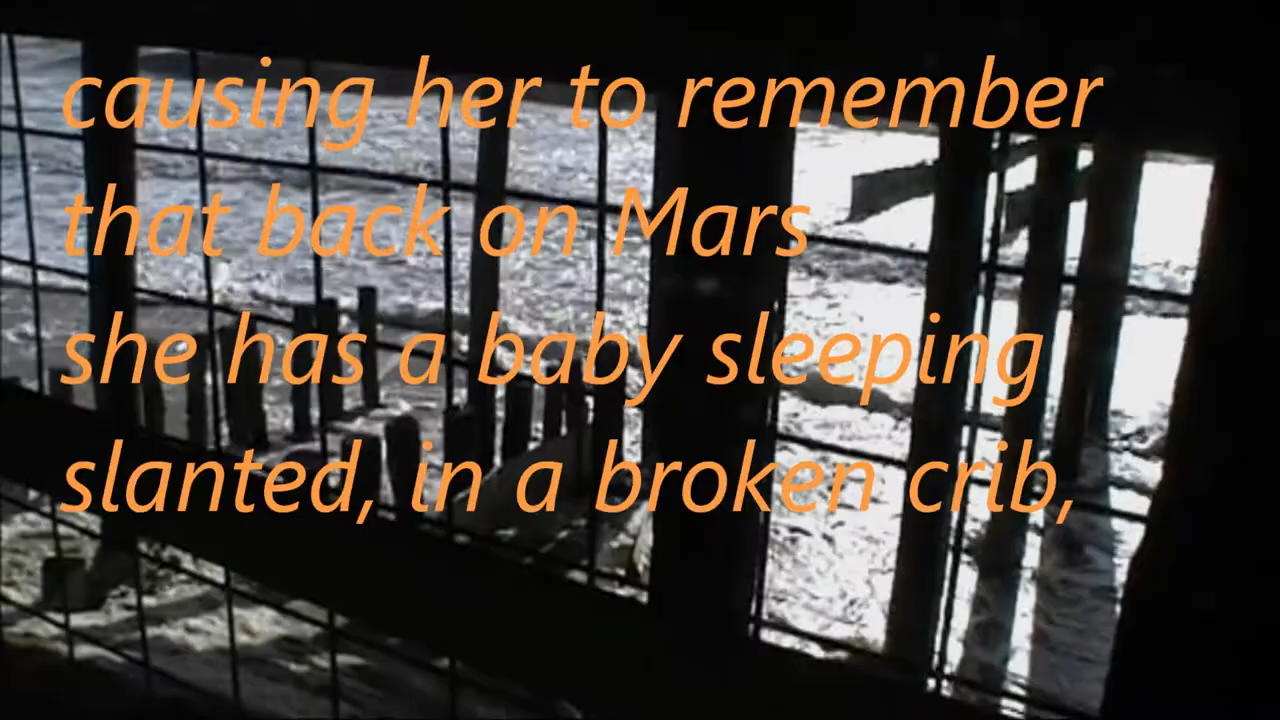 causing her to remember
that back on Mars
she has a baby sleeping
slanted, in a broken crib,